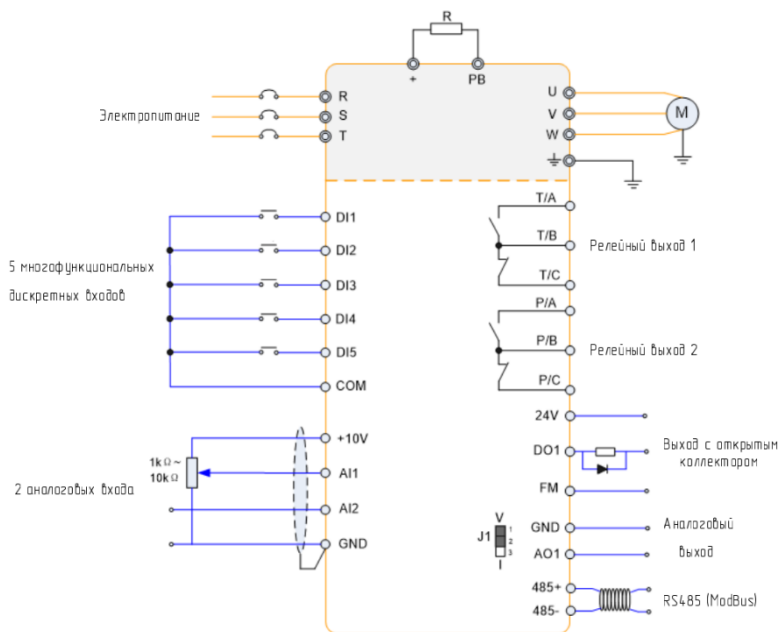 R
+
PB
R
S
T
Электропитание
U
V
W
M
DI1
DI2
DI3
DI4
DI5
COM
5 многофункциональных
дискретных входов
T/A
T/B
T/C
Релейный выход 1
P/A
P/B
P/C
Релейный выход 2
+10V
AI1
AI2
GND
1kΩ~
10kΩ
2 аналоговых входа
24V
DO1
Выход с открытым
коллектором
FM
GND
AO1
Аналоговый
выход
V
J1
1
2
3
I
485+
485-
RS485 (ModBus)